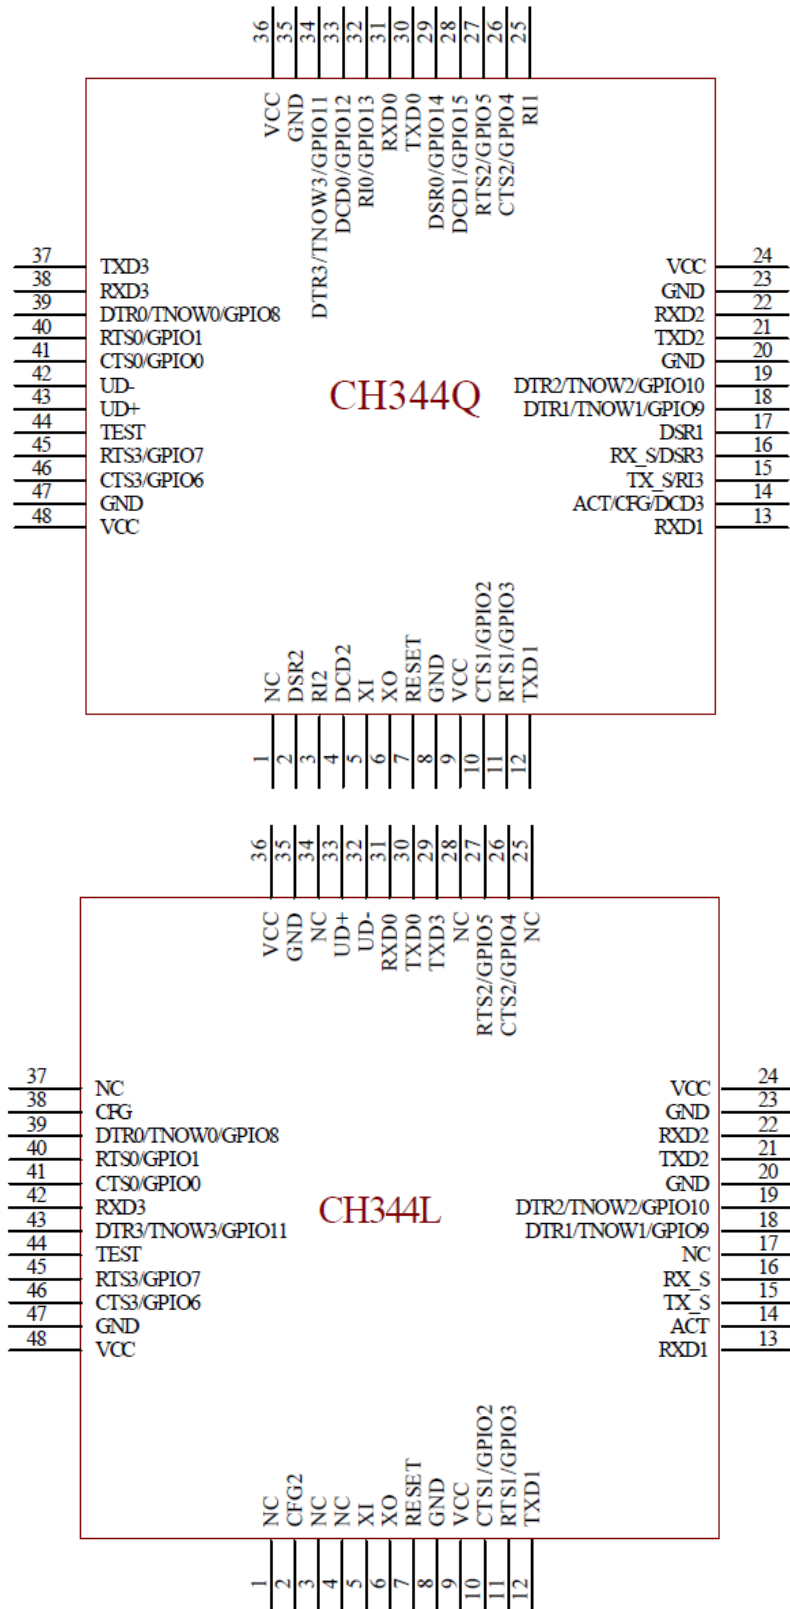 36 35 34 33 32 31 30 29 28 27 26 25
VCC
GND
DTR3/TNOW3/GPIO11
DCD0/GPIO12
RI0/GPIO13
RXD0
TXD0
DSR0/GPIO14
DCD1/GPIO15
RTS2/GPIO5
CTS2/GPIO4
RI1
37 TXD3
38 RXD3
39 DTR0/TNOW0/GPIO8
40 RTS0/GPIO1
41 CTS0/GPIO0
42 UD-
43 UD+
44 TEST
45 RTS3/GPIO7
46 CTS3/GPIO6
47 GND
48 VCC
CH344Q
VCC 24
GND 23
RXD2 22
TXD2 21
GND 20
DTR2/TNOW2/GPIO10 19
DTR1/TNOW1/GPIO9 18
DSR1 17
RX_S/DSR3 16
TX_S/RI3 15
ACT/CFG/DCD3 14
RXD1 13
NC
DSR2
RI2
DCD2
XI
XO
RESET
GND
VCC
CTS1/GPIO2
RTS1/GPIO3
TXD1
1 2 3 4 5 6 7 8 9 10 11 12
36 35 34 33 32 31 30 29 28 27 26 25
VCC
GND
NC
UD+
UD-
RXD0
TXD0
TXD3
NC
RTS2/GPIO5
CTS2/GPIO4
NC
37 NC
38 CFG
39 DTR0/TNOW0/GPIO8
40 RTS0/GPIO1
41 CTS0/GPIO0
42 RXD3
43 DTR3/TNOW3/GPIO11
44 TEST
45 RTS3/GPIO7
46 CTS3/GPIO6
47 GND
48 VCC
CH344L
VCC 24
GND 23
RXD2 22
TXD2 21
GND 20
DTR2/TNOW2/GPIO10 19
DTR1/TNOW1/GPIO9 18
NC 17
RX_S 16
TX_S 15
ACT 14
RXD1 13
NC
CFG2
NC
NC
XI
XO
RESET
GND
VCC
CTS1/GPIO2
RTS1/GPIO3
TXD1
1 2 3 4 5 6 7 8 9 10 11 12